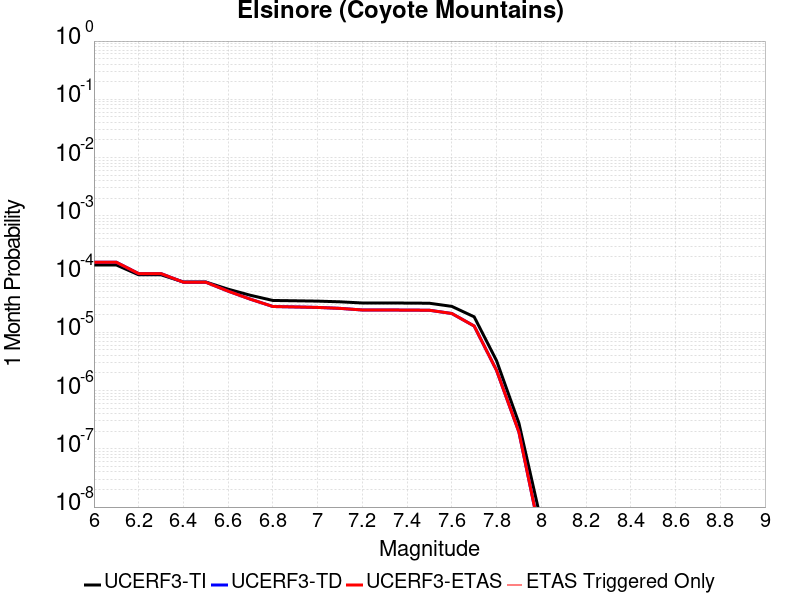 Elsinore (Coyote Mountains)
10^0
10^-1
10^-2
10^-3
10^-4
10^-5
10^-6
10^-7
10^-8
1 Month Probability
6 6.2 6.4 6.6 6.8 7 7.2 7.4 7.6 7.8 8 8.2 8.4 8.6 8.8 9
Magnitude
UCERF3-TI UCERF3-TD UCERF3-ETAS ETAS Triggered Only